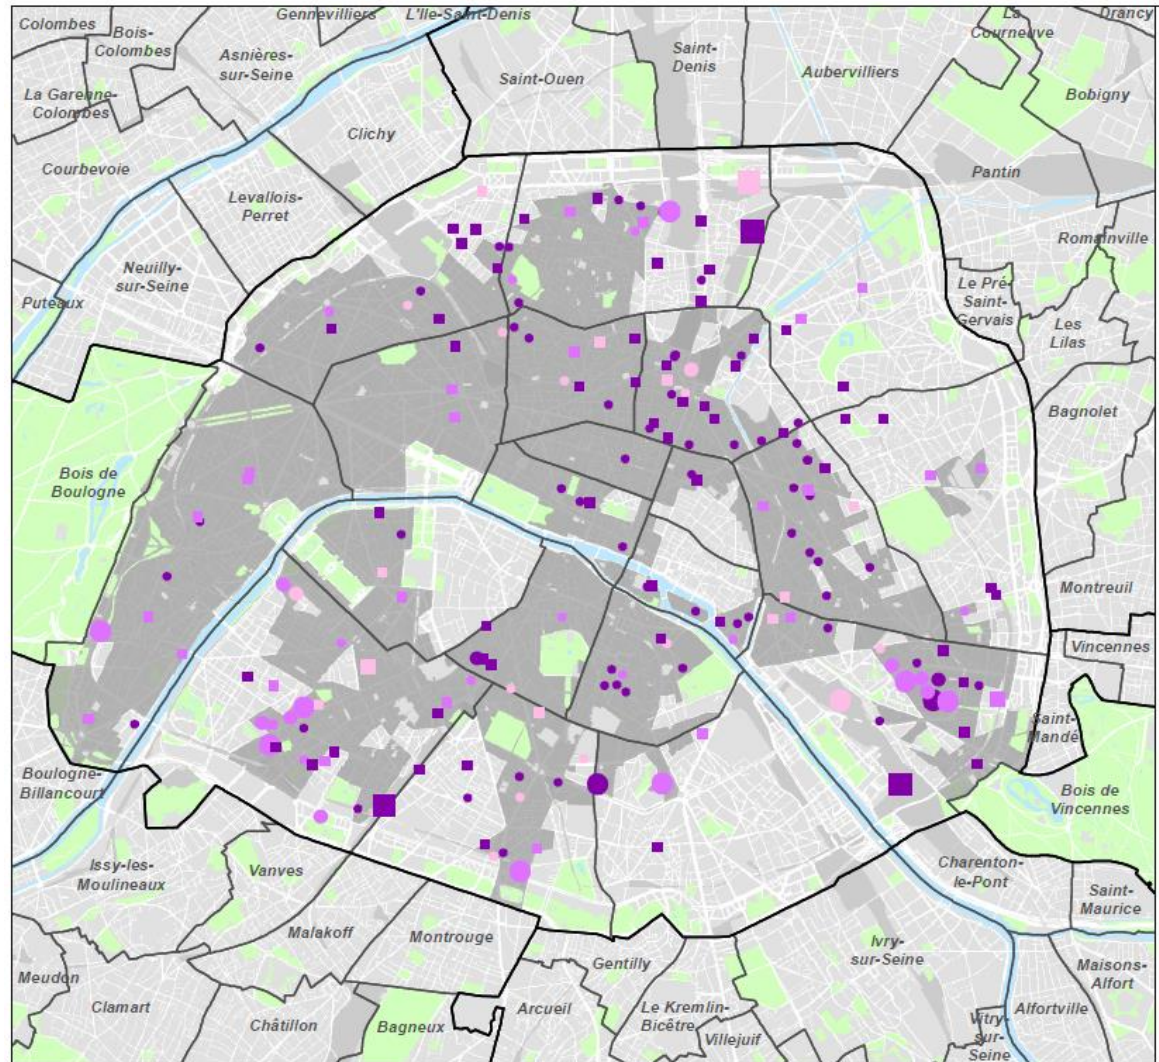 Colombes
Bois-
Colombes
Gennevilliers
L'Ile-Saint-Denis
La
Courneuve
Drancy
Asnières-
sur-Seine
Saint-Ouen
Saint-
Denis
Aubervilliers
Bobigny
La Garenne-
Colombes
Clichy
Courbevoie
Pantin
Levallois-
Perret
Romainville
Neuilly-
sur-Seine
Puteaux
Le Pré-
Saint-
Gervais
Les
Lilas
Bagnolet
Bois de
Boulogne
Montreuil
Vincennes
Saint-
Mandé
Boulogne-
Billancourt
Bois de
Vincennes
Issy-les-
Moulineaux
Vanves
Charenton-
le-Pont
Saint-
Maurice
Malakoff
Montrouge
Ivry-
sur-Seine
Gentilly
Meudon
Maisons-
Alfort
Clamart
Châtillon
Bagneux
Arcueil
Le Kremlin-
Bicêtre
Alfortville
Villejuif
Vitry-
sur-
Seine